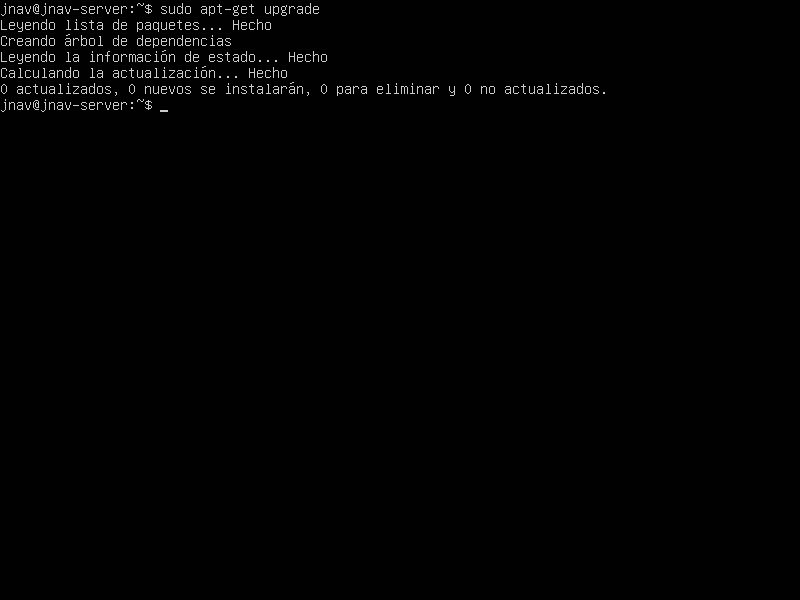 jnav@jnav-server:~$ sudo apt-get upgrade
Leyendo lista de paquetes... Hecho
Creando árbol de dependencias
Leyendo la información de estado... Hecho
Calculando la actualización... Hecho
0 actualizados, 0 nuevos se instalarán, 0 para eliminar y 0 no actualizados.
jnav@jnav-server:~$ _